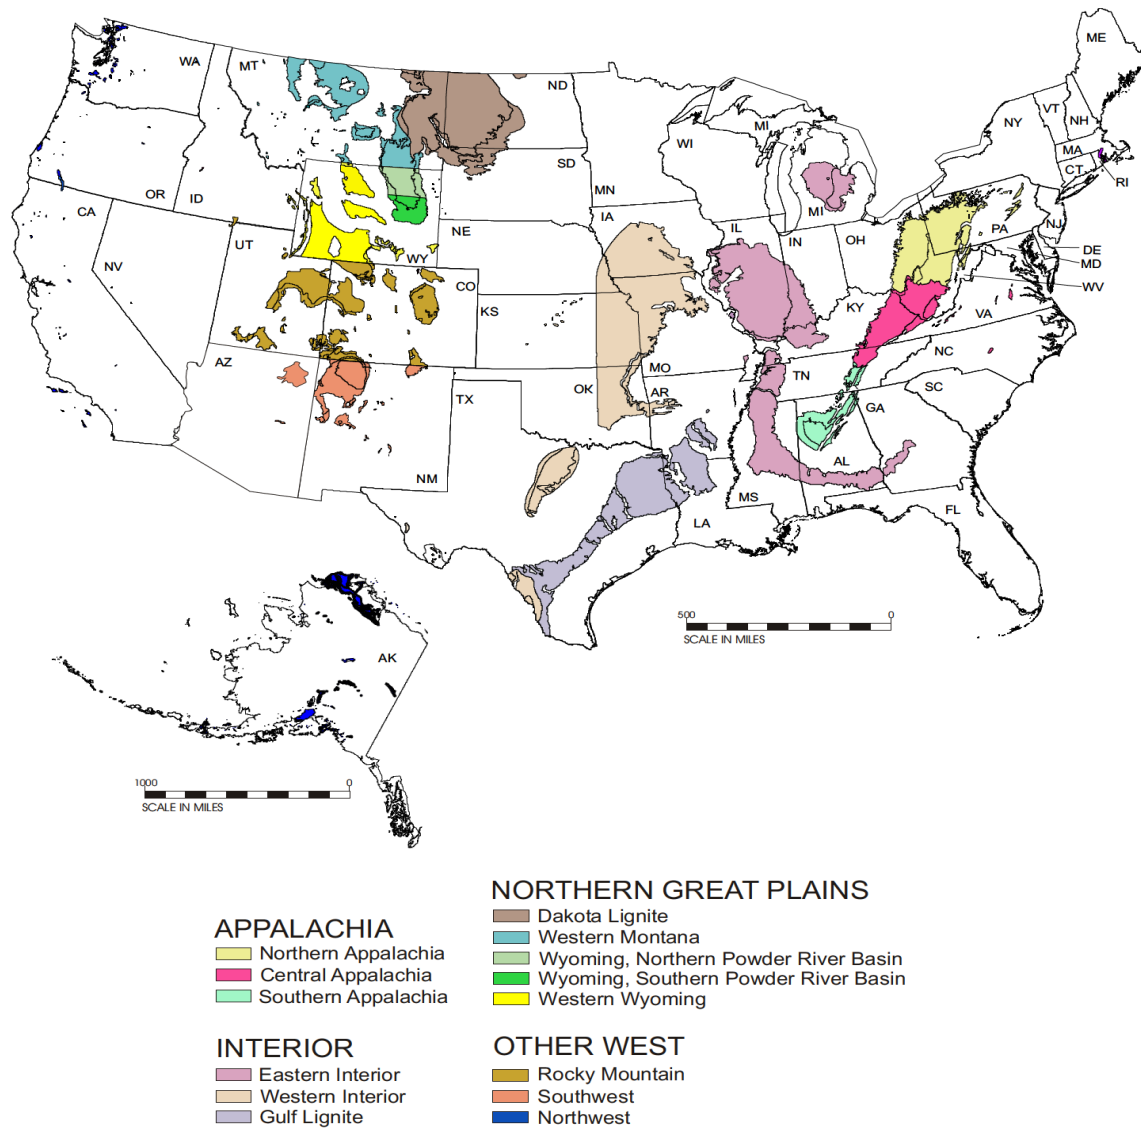 ME
WA
MT
ND
VT
NH
NY
MI
WI
MA
CT
RI
SD
MN
OR
ID
CA
MI
IA
NE
IL
IN
OH
PA
NJ
UT
NV
WY
DE
MD
WV
CO
KS
KY
VA
AZ
MO
NC
OK
AR
TN
TX
SC
GA
AL
NM
MS
LA
FL
500 0
SCALE IN MILES
AK
1000 0
SCALE IN MILES
APPALACHIA
Northern Appalachia
Central Appalachia
Southern Appalachia
NORTHERN GREAT PLAINS
Dakota Lignite
Western Montana
Wyoming, Northern Powder River Basin
Wyoming, Southern Powder River Basin
Western Wyoming
INTERIOR
Eastern Interior
Western Interior
Gulf Lignite
OTHER WEST
Rocky Mountain
Southwest
Northwest